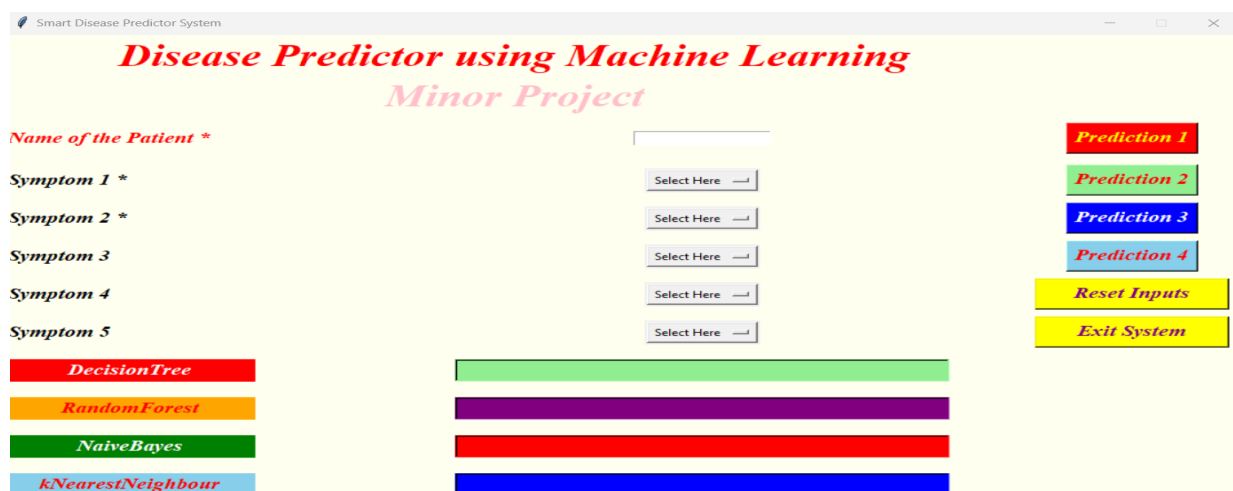 Smart Disease Predictor System
Disease Predictor using Machine Learning
Minor Project
Name of the Patient * Prediction 1
Symptom 1 * Select Here Prediction 2
Symptom 2 * Select Here Prediction 3
Symptom 3 Select Here Prediction 4
Symptom 4 Select Here Reset Inputs
Symptom 5 Select Here Exit System
DecisionTree
RandomForest
NaiveBayes
kNearestNeighbour